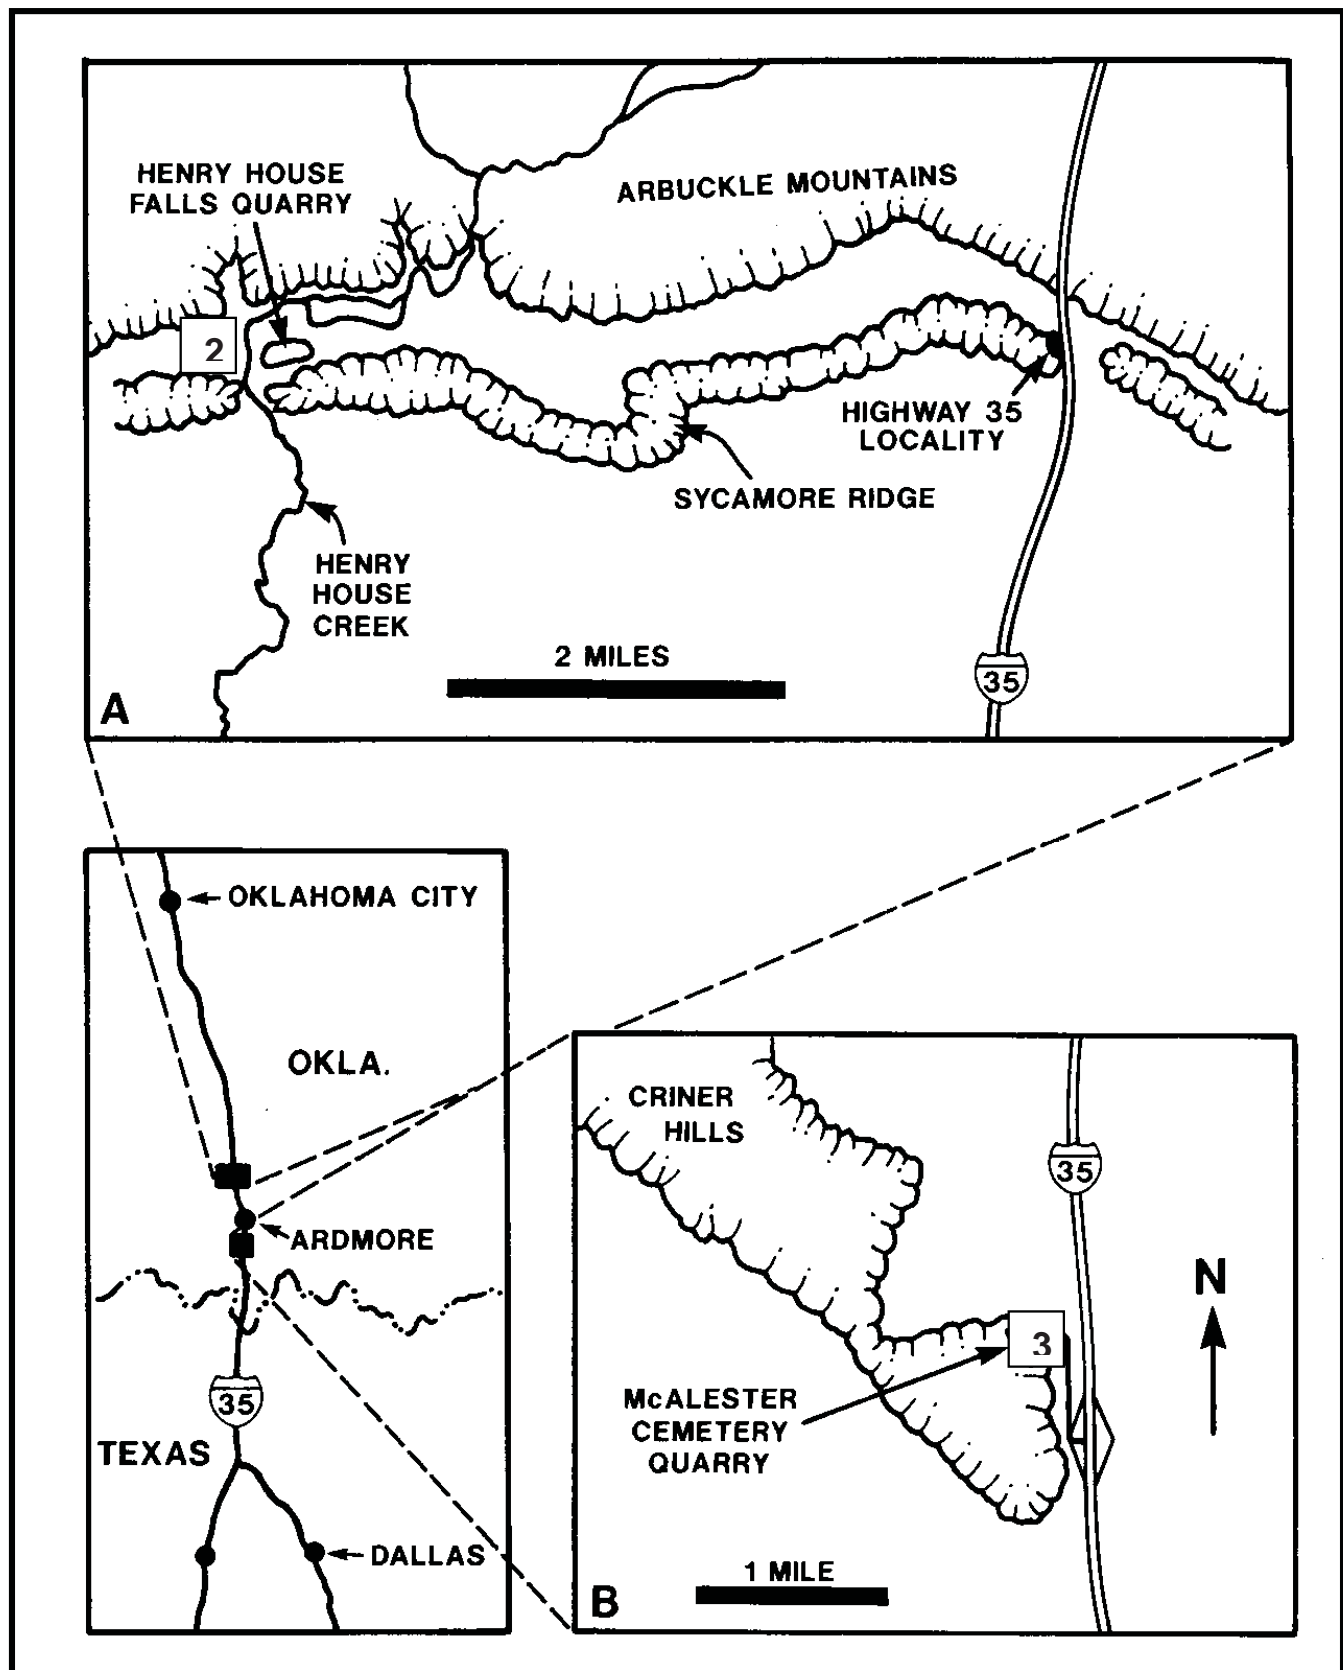 HENRY HOUSE
FALLS QUARRY
ARBUCKLE MOUNTAINS
2
HIGHWAY 35
LOCALITY
SYCAMORE RIDGE
HENRY
HOUSE
CREEK
2 MILES
35
A
OKLAHOMA CITY
OKLA.
ARDMORE
35
TEXAS
DALLAS
CRINER
HILLS
35
N
3
McALESTER
CEMETERY
QUARRY
1 MILE
B